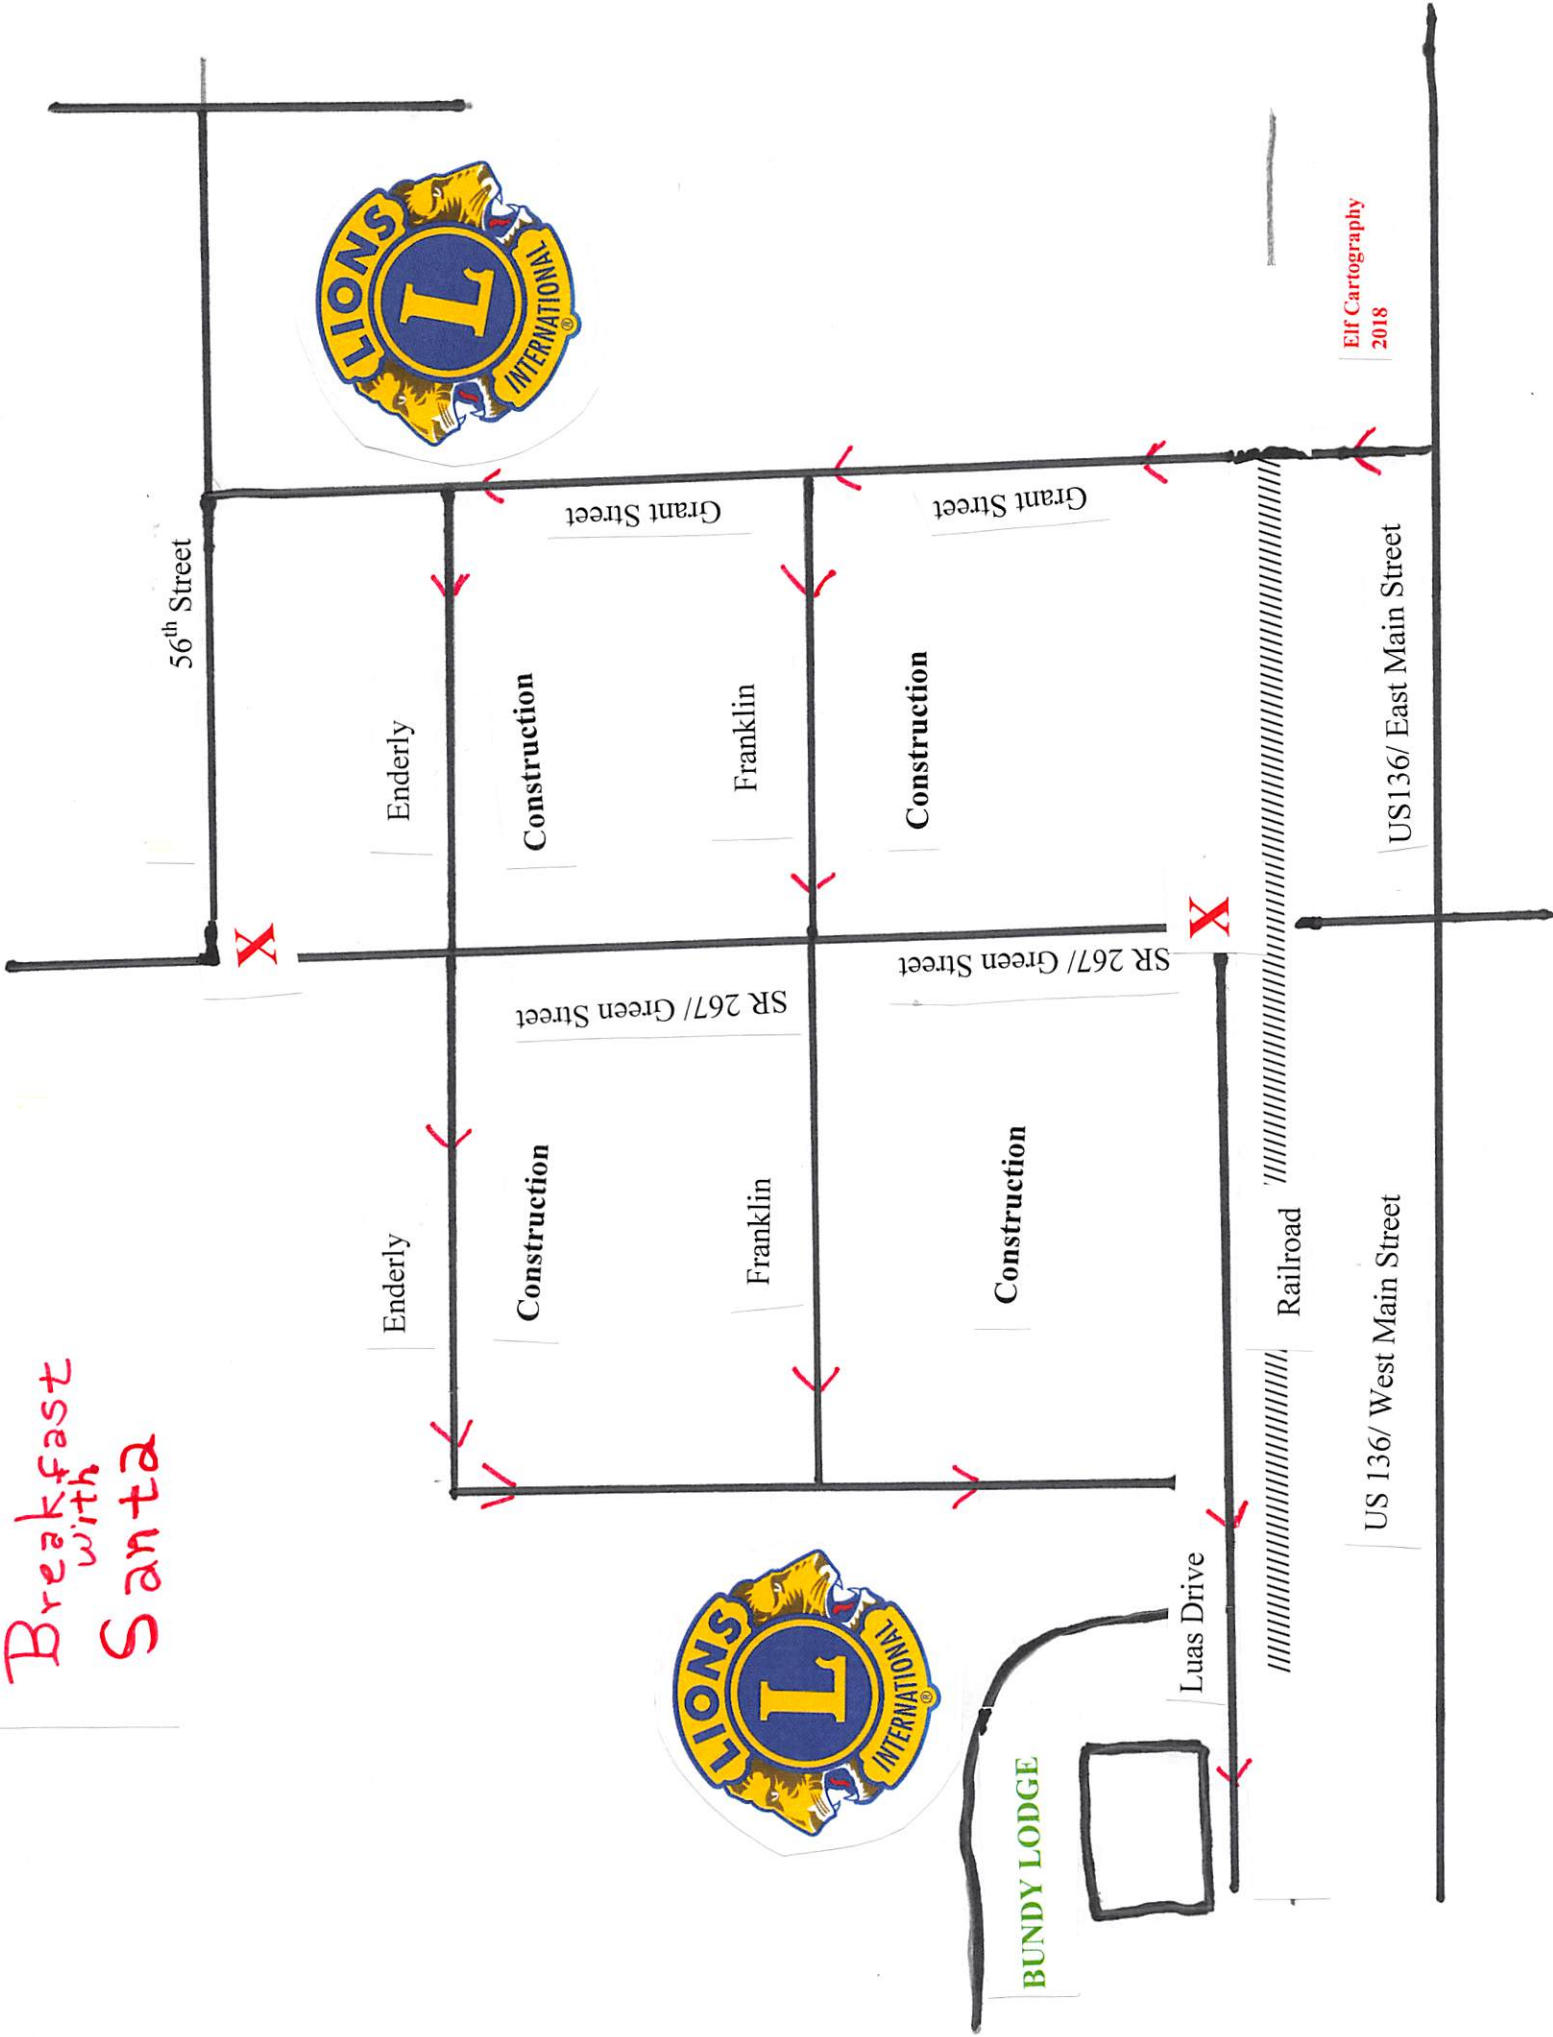 Breakfast
with
Santa
56th Street
Enderly
Enderly
Construction
Construction
Franklin
Franklin
Construction
Construction
SR 267/ Green Street
SR 267/ Green Street
Grant Street
Grant Street
LIONS
L
INTERNATIONAL
®
LIONS
L
INTERNATIONAL
®
X
X
BUNDY LODGE
Luas Drive
Railroad
US 136/ West Main Street
US136/ East Main Street
Elf Cartography
2018